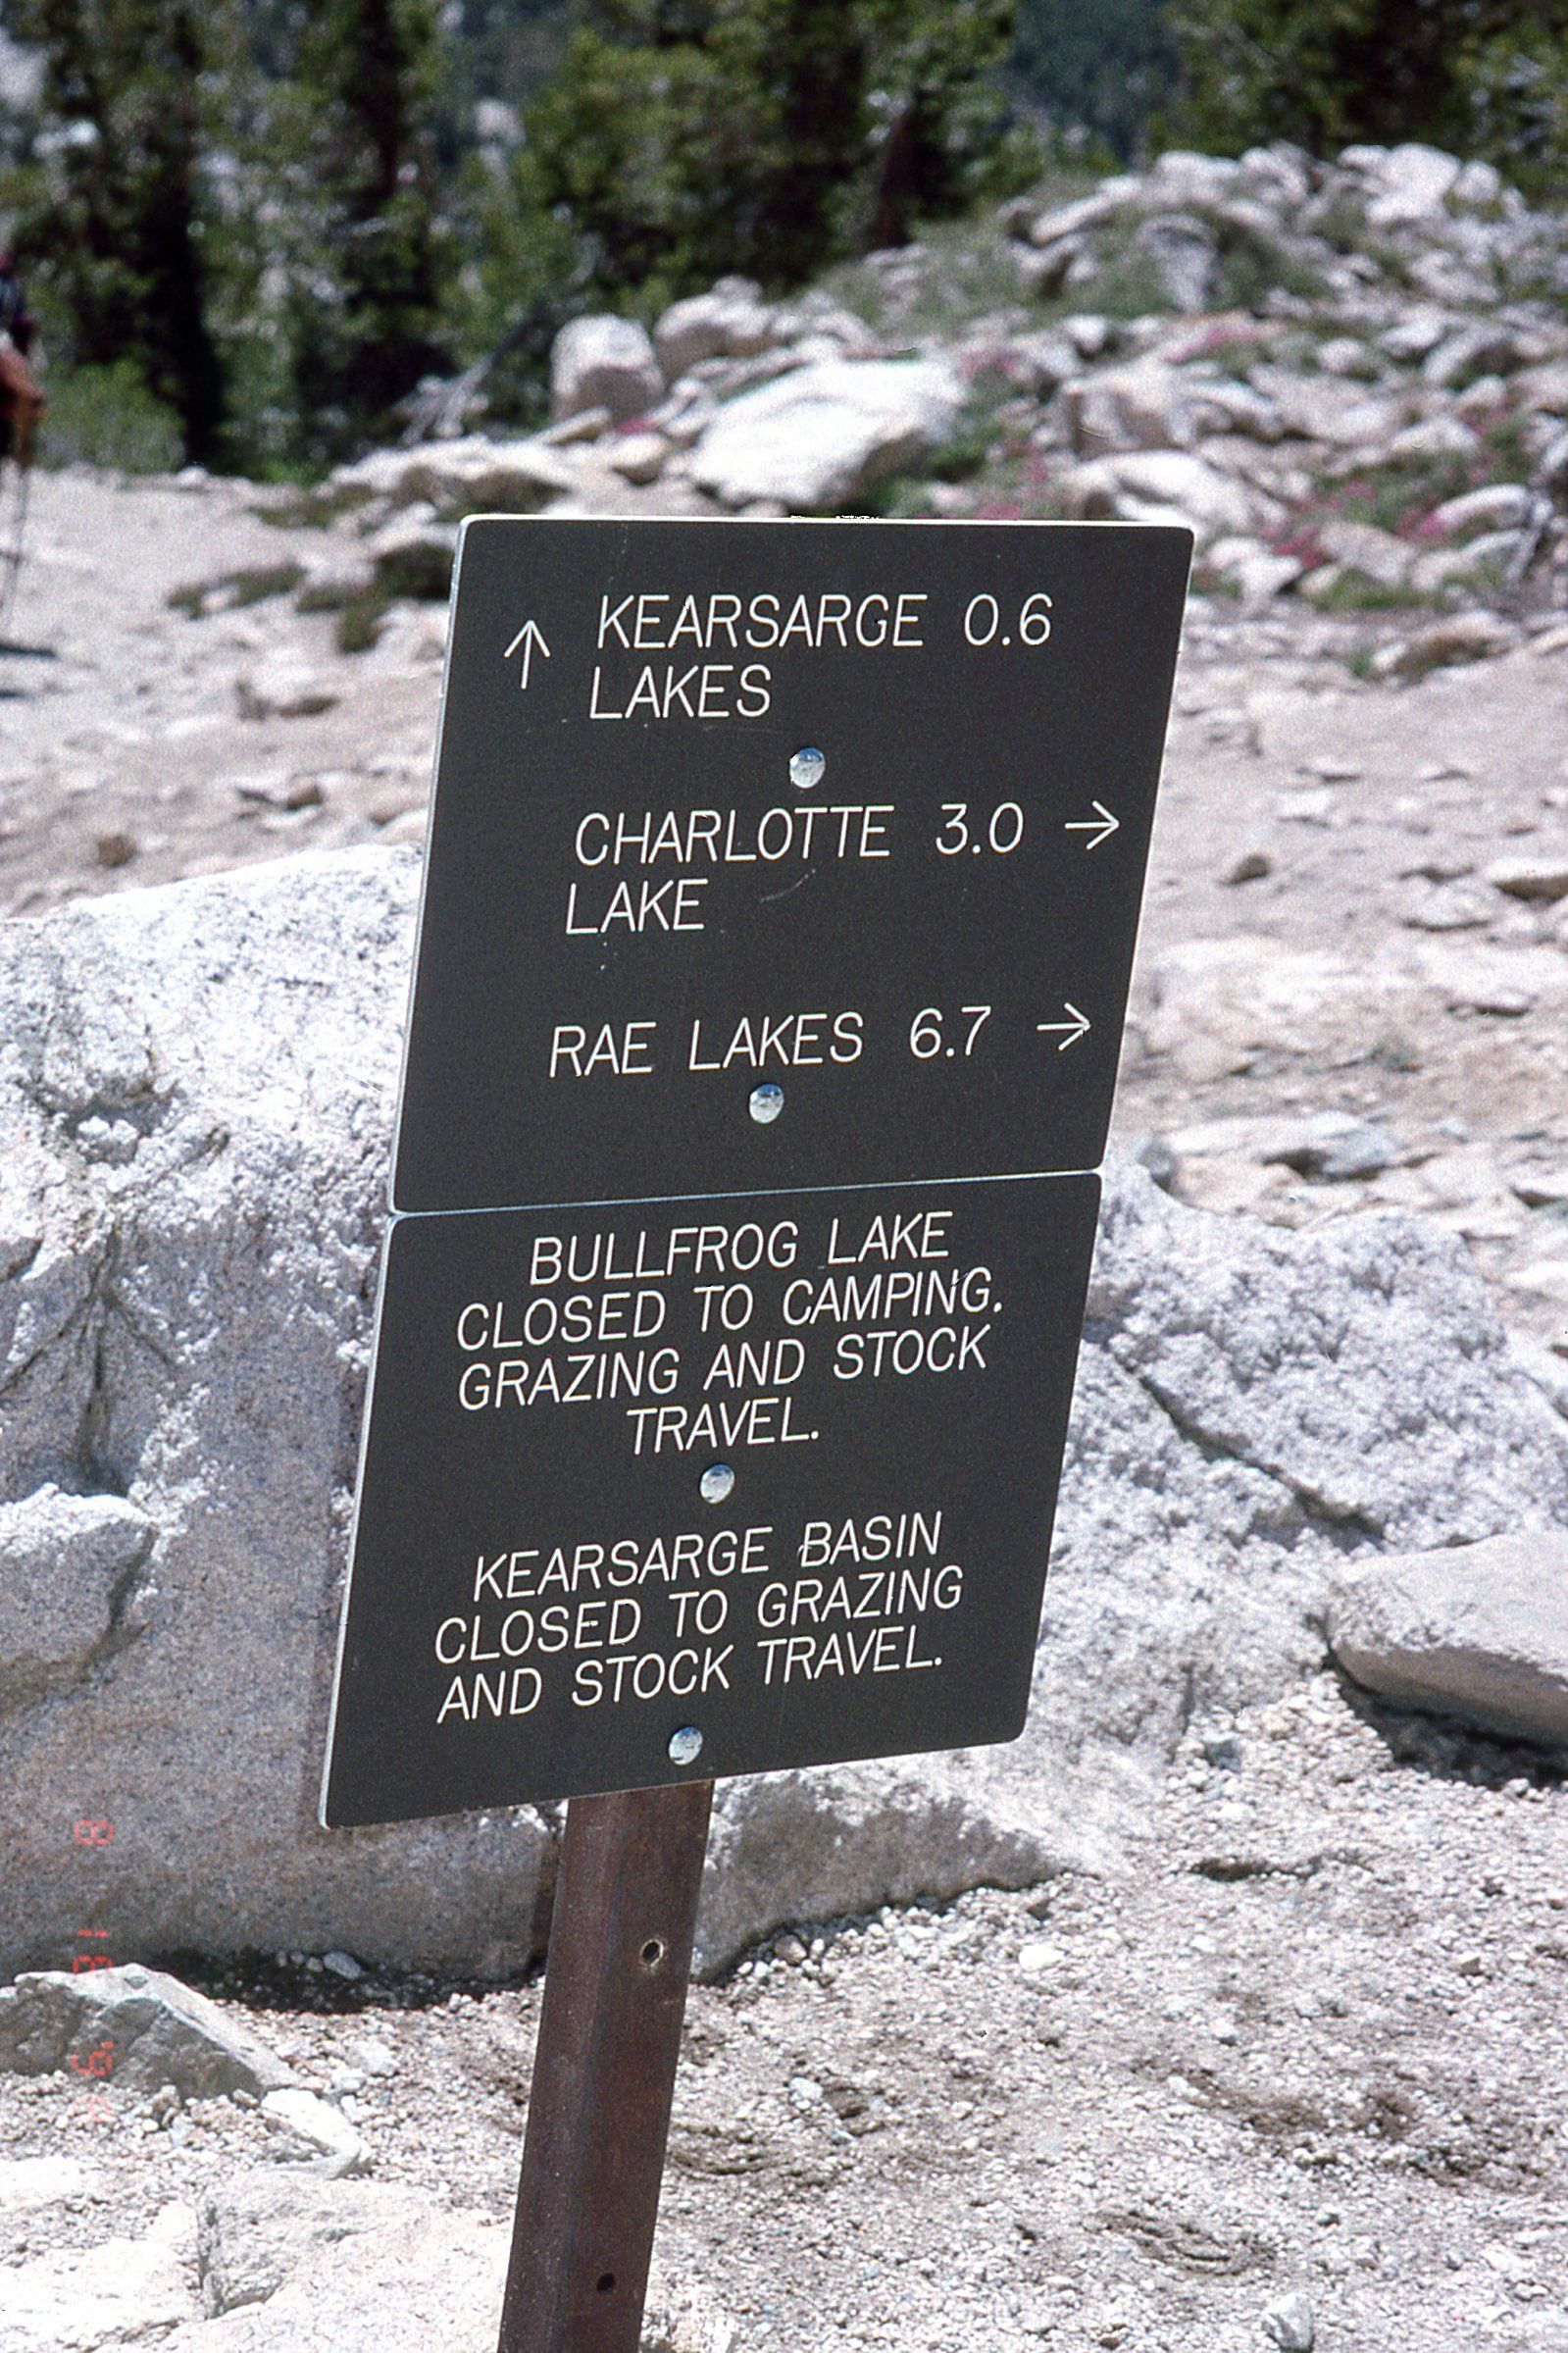 ↑ KEARSARGE 0.6
LAKES
CHARLOTTE 3.0 →
LAKE
RAE LAKES 6.7 →
BULLFROG LAKE
CLOSED TO CAMPING.
GRAZING AND STOCK
TRAVEL.
KEARSARGE BASIN
CLOSED TO GRAZING
AND STOCK TRAVEL.